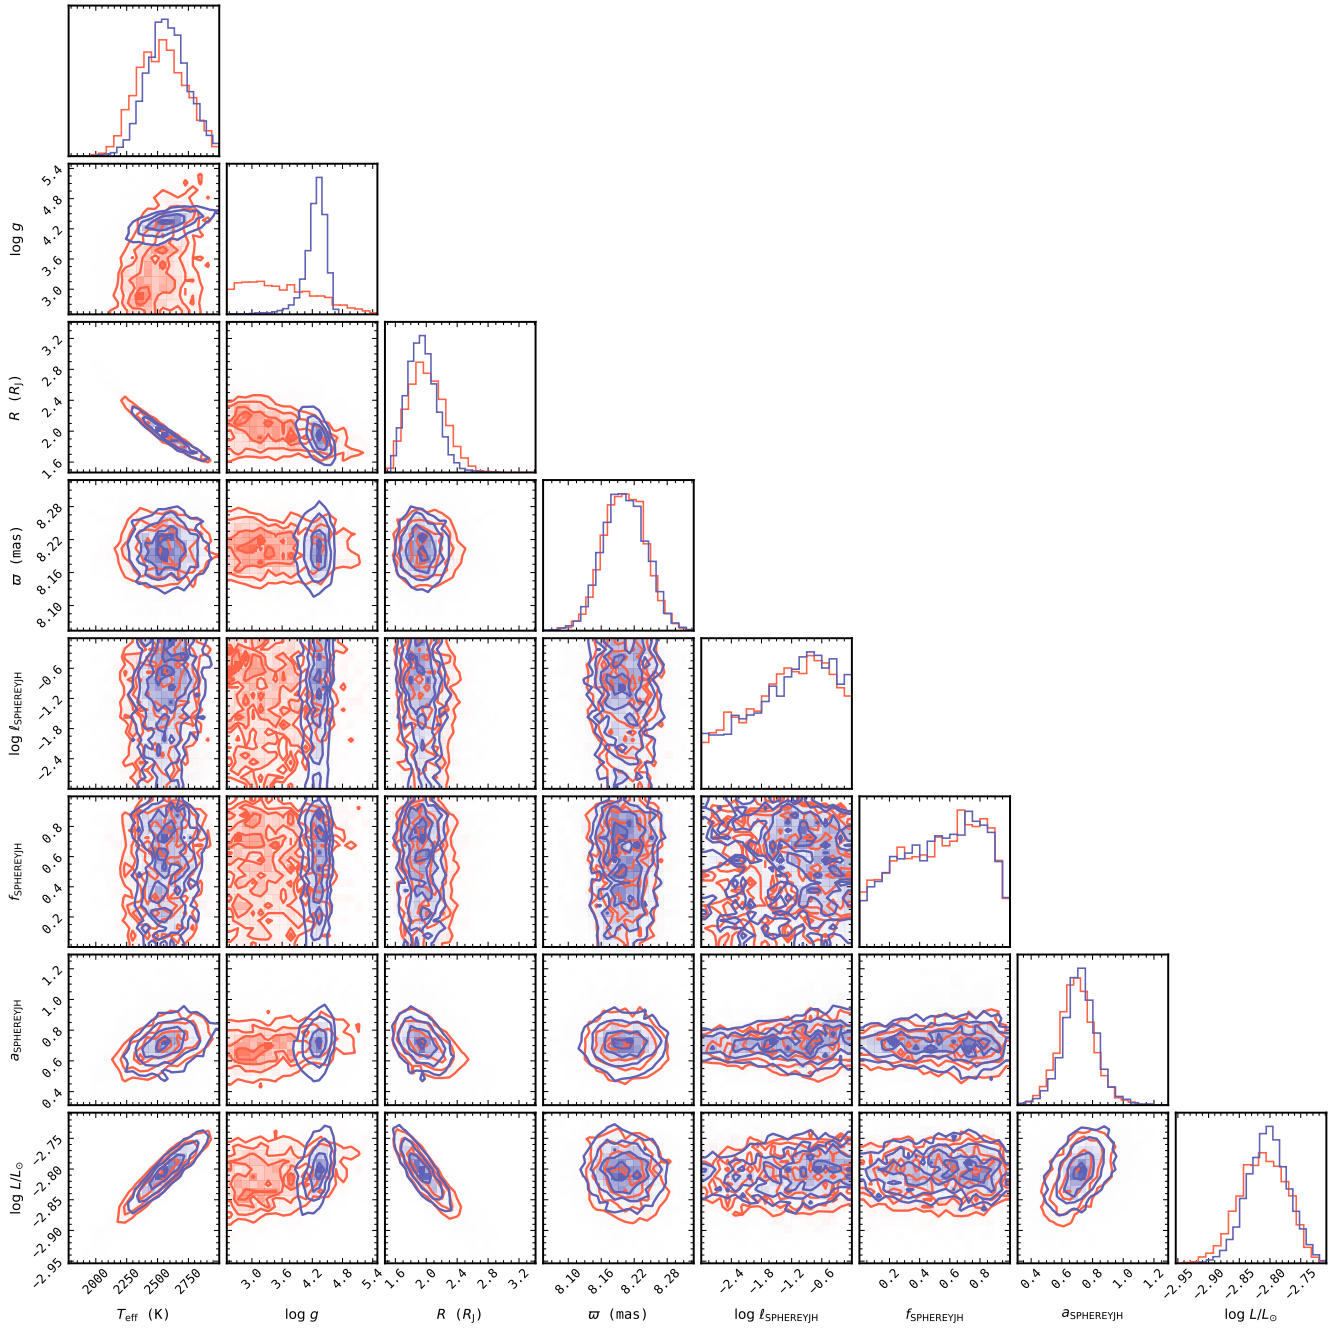 5.4
4.8
4.2
3.6
3.0
log g
3.2
2.8
2.4
2.0
1.6
R (R_J)
8.28
8.22
8.16
8.10
ϖ (mas)
−0.6
−1.2
−1.8
−2.4
log ℓ_SPHEREYJH
0.8
0.6
0.4
0.2
f_SPHEREYJH
1.2
1.0
0.8
0.6
0.4
a_SPHEREYJH
−2.75
−2.80
−2.85
−2.90
−2.95
log L/L_⊙
2000 2250 2500 2750
3.0 3.6 4.2 4.8 5.4
1.6 2.0 2.4 2.8 3.2
8.10 8.16 8.22 8.28
−2.4 −1.8 −1.2 −0.6
0.2 0.4 0.6 0.8
0.4 0.6 0.8 1.0 1.2
−2.95 −2.90 −2.85 −2.80 −2.75
T_eff (K)
log g
R (R_J)
ϖ (mas)
log ℓ_SPHEREYJH
f_SPHEREYJH
a_SPHEREYJH
log L/L_⊙